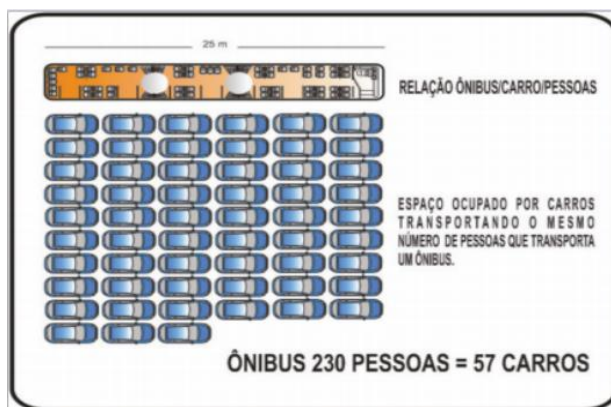 25 m
RELAÇÃO ÔNIBUS/CARRO/PESSOAS
ESPAÇO OCUPADO POR CARROS
TRANSPORTANDO O MESMO
NÚMERO DE PESSOAS QUE TRANSPORTA
UM ÔNIBUS.
ÔNIBUS 230 PESSOAS = 57 CARROS